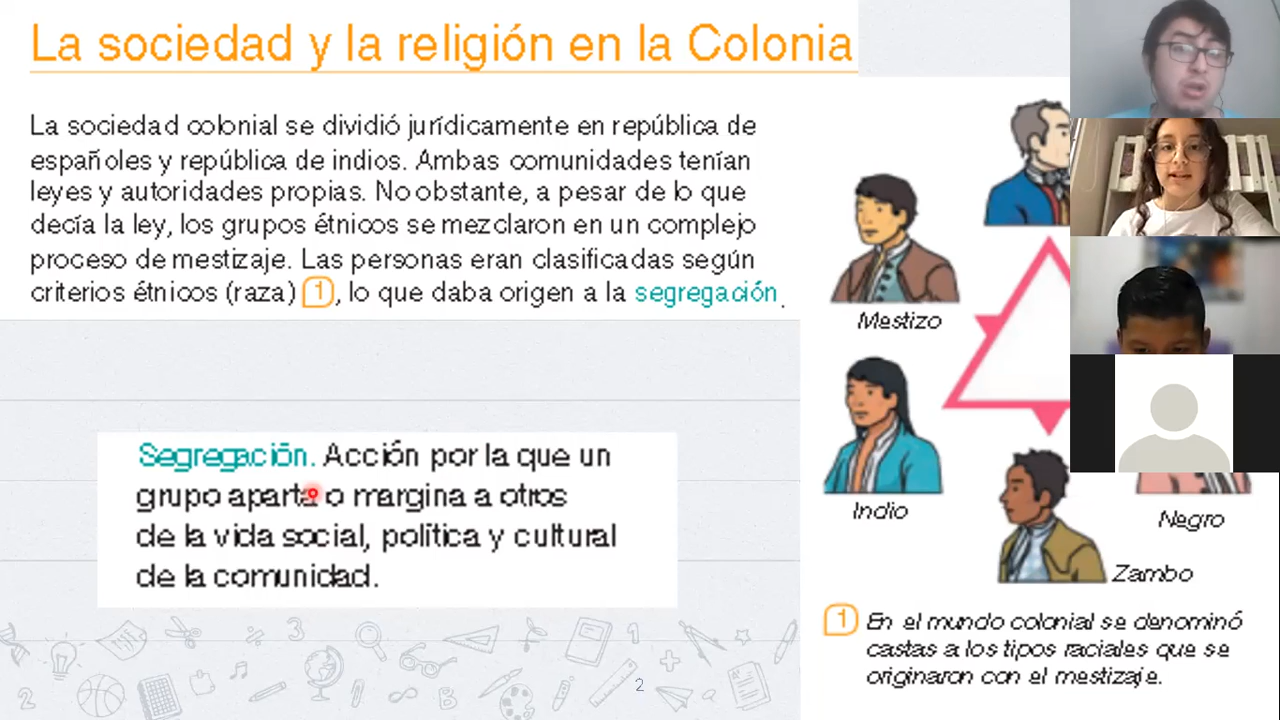 La sociedad y la religión en la Colonia
La sociedad colonial se dividió jurídicamente en república de
españoles y república de indios. Ambas comunidades tenían
leyes y autoridades propias. No obstante, a pesar de lo que
decía la ley, los grupos étnicos se mezclaron en un complejo
proceso de mestizaje. Las personas eran clasificadas según
criterios étnicos (raza) 1, lo que daba origen a la segregación.
Segregación. Acción por la que un
grupo aparta o margina a otros
de la vida social, política y cultural
de la comunidad.
Mestizo
Indio
Negro
Zambo
1 En el mundo colonial se denominó
castas a los tipos raciales que se
originaron con el mestizaje.
2